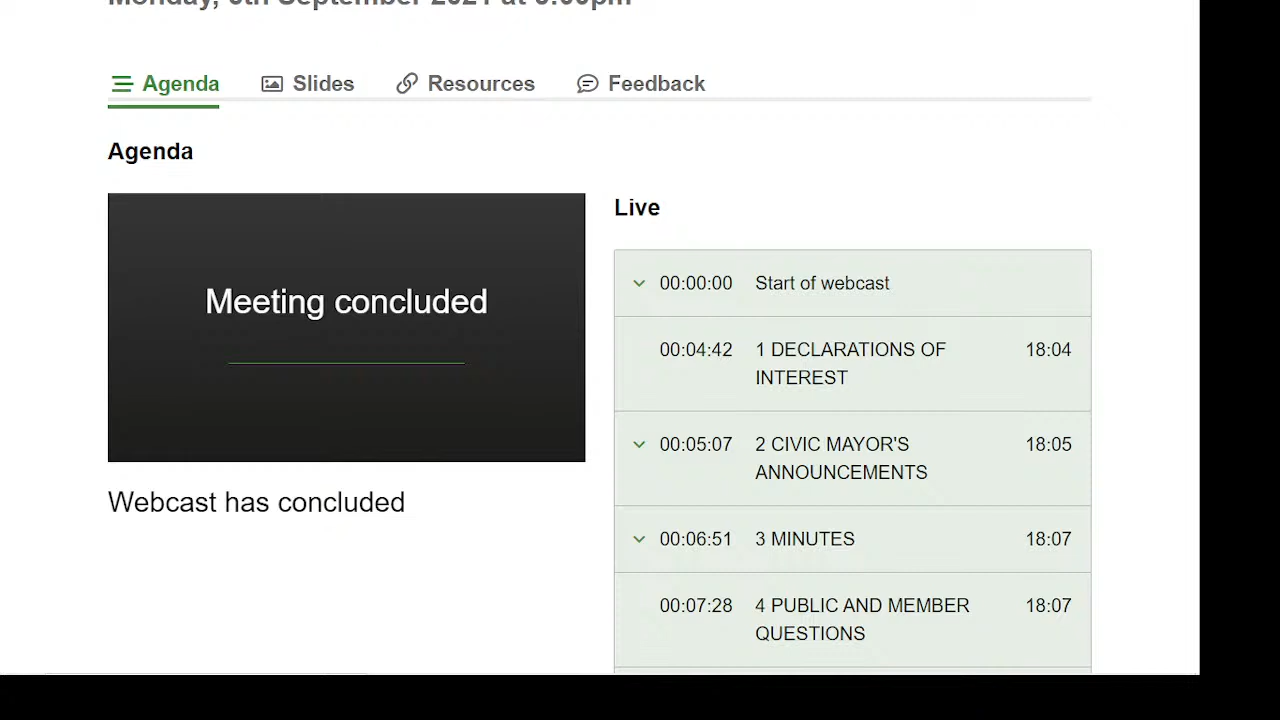 Agenda
Slides
Resources
Feedback
Agenda
Meeting concluded
Webcast has concluded
Live
00:00:00 Start of webcast
00:04:42 1 DECLARATIONS OF 18:04
INTEREST
00:05:07 2 CIVIC MAYOR'S 18:05
ANNOUNCEMENTS
00:06:51 3 MINUTES 18:07
00:07:28 4 PUBLIC AND MEMBER 18:07
QUESTIONS